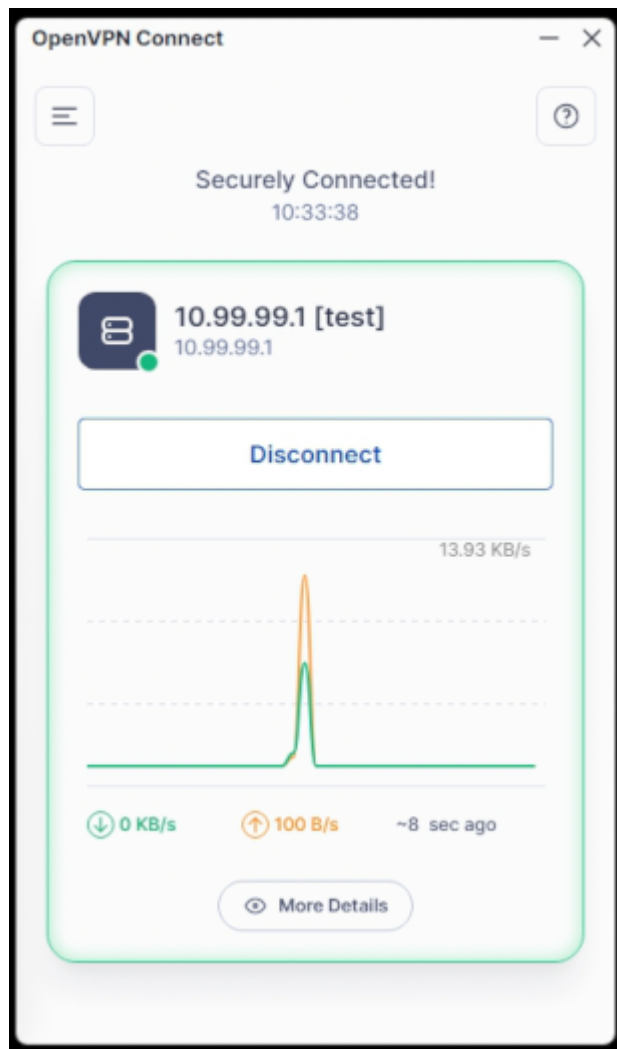 OpenVPN Connect
Securely Connected!
10:33:38
10.99.99.1 [test]
10.99.99.1
Disconnect
13.93 KB/s
0 KB/s 100 B/s ~8 sec ago
More Details